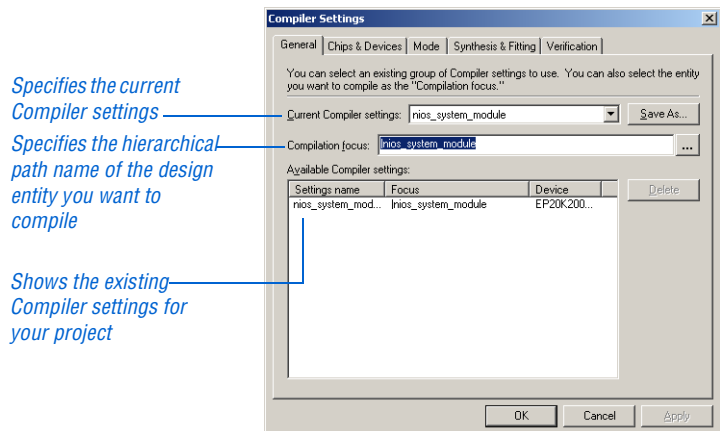 Compiler Settings
General
Chips & Devices
Mode
Synthesis & Fitting
Verification
You can select an existing group of Compiler settings to use. You can also select the entity
you want to compile as the "Compilation focus."
Specifies the current
Compiler settings
Current Compiler settings:
nios_system_module
Save As...
Specifies the hierarchical
path name of the design
entity you want to
compile
Compilation focus:
|nios_system_module
...
Available Compiler settings:
Settings name
Focus
Device
Delete
nios_system_mod...
|nios_system_module
EP20K200...
Shows the existing
Compiler settings for
your project
OK
Cancel
Apply